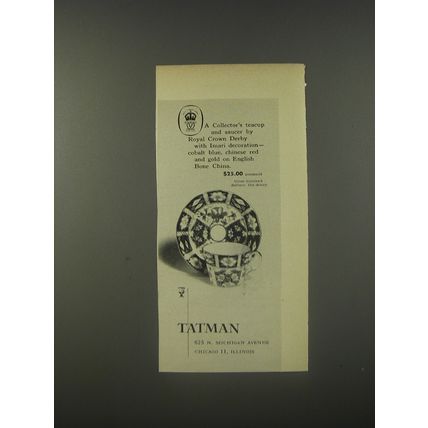 A Collector's teacup
and saucer by
Royal Crown Derby
with Imari decoration—
cobalt blue, chinese red
and gold on English
Bone China.
$25.00
TATMAN
625 N. MICHIGAN AVENUE
CHICAGO 11, ILLINOIS